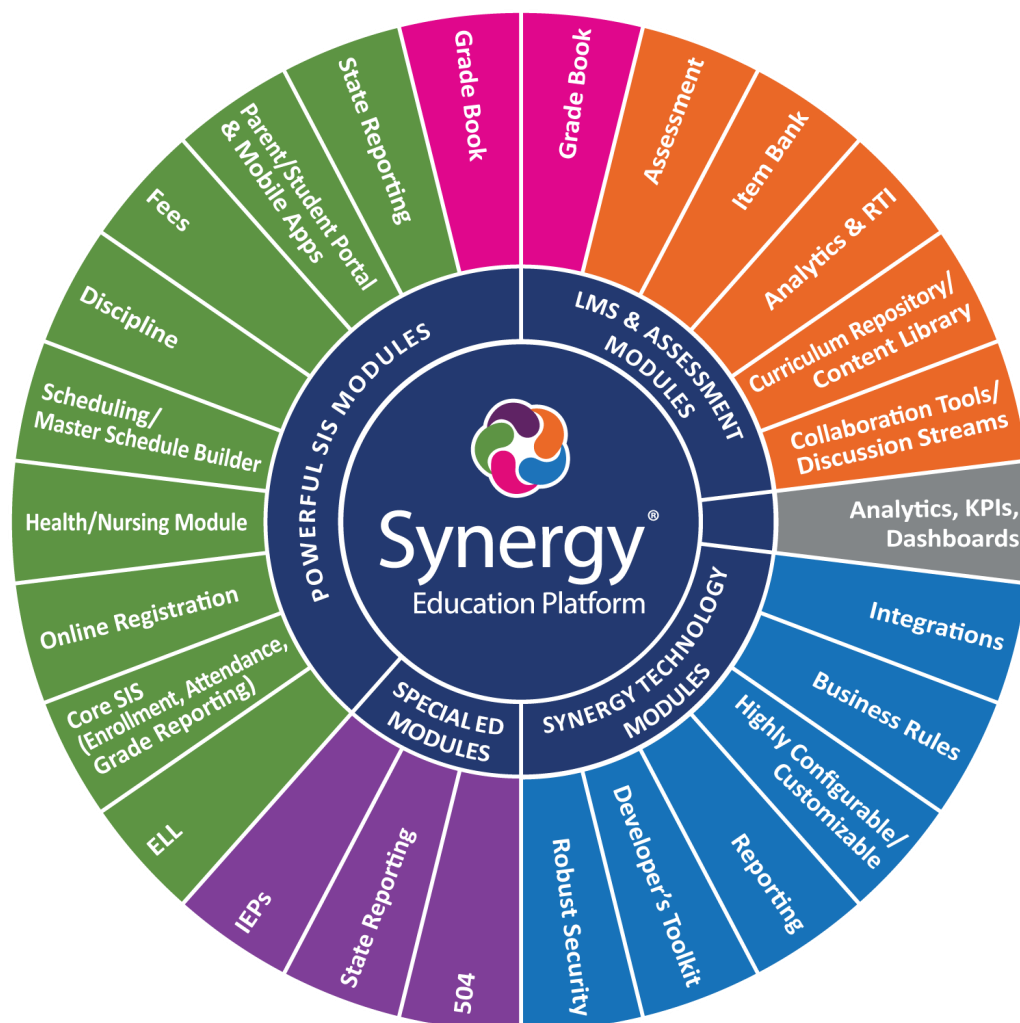 Grade Book
Assessment
Item Bank
Analytics & RTI
Curriculum Repository/
Content Library
Collaboration Tools/
Discussion Streams
Analytics, KPIs,
Dashboards
Integrations
Business Rules
Highly Configurable/
Customizable
Reporting
Developer's Toolkit
Robust Security
504
State Reporting
IEPs
ELL
Core SIS
(Enrollment, Attendance,
Grade Reporting)
Online Registration
Health/Nursing Module
Scheduling/
Master Schedule Builder
Discipline
Fees
Parent/Student Portal
& Mobile Apps
State Reporting
Grade Book
LMS & ASSESSMENT
MODULES
SYNERGY TECHNOLOGY
MODULES
SPECIAL ED
MODULES
POWERFUL SIS MODULES
Synergy®
Education Platform